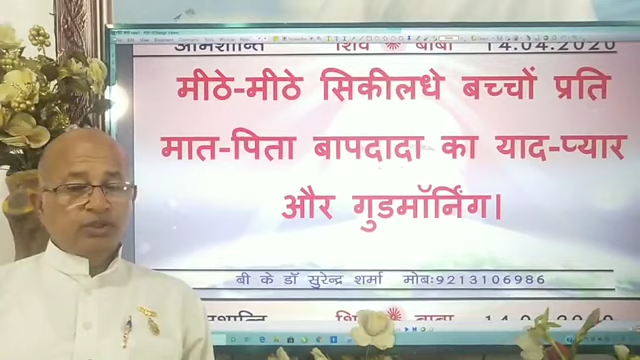 ओमशान्ति शिव बाबा 14.04.2020
मीठे-मीठे सिकीलधे बच्चों प्रति
मात-पिता बापदादा का याद-प्यार
और गुडमॉर्निंग।
बी के डॉ सुरेन्द्र शर्मा मोबः9213106986